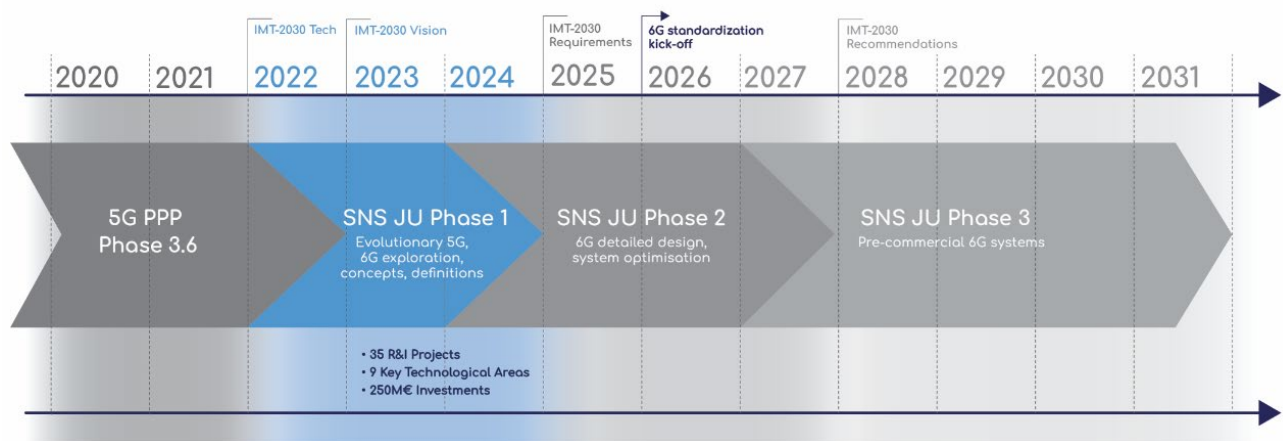 IMT-2030 Tech
IMT-2030 Vision
IMT-2030
Requirements
6G standardization
kick-off
IMT-2030
Recommendations
2020
2021
2022
2023
2024
2025
2026
2027
2028
2029
2030
2031
5G PPP
Phase 3.6
SNS JU Phase 1
Evolutionary 5G,
6G exploration,
concepts, definitions
SNS JU Phase 2
6G detailed design,
system optimisation
SNS JU Phase 3
Pre-commercial 6G systems
• 35 R&I Projects
• 9 Key Technological Areas
• 250M€ Investments